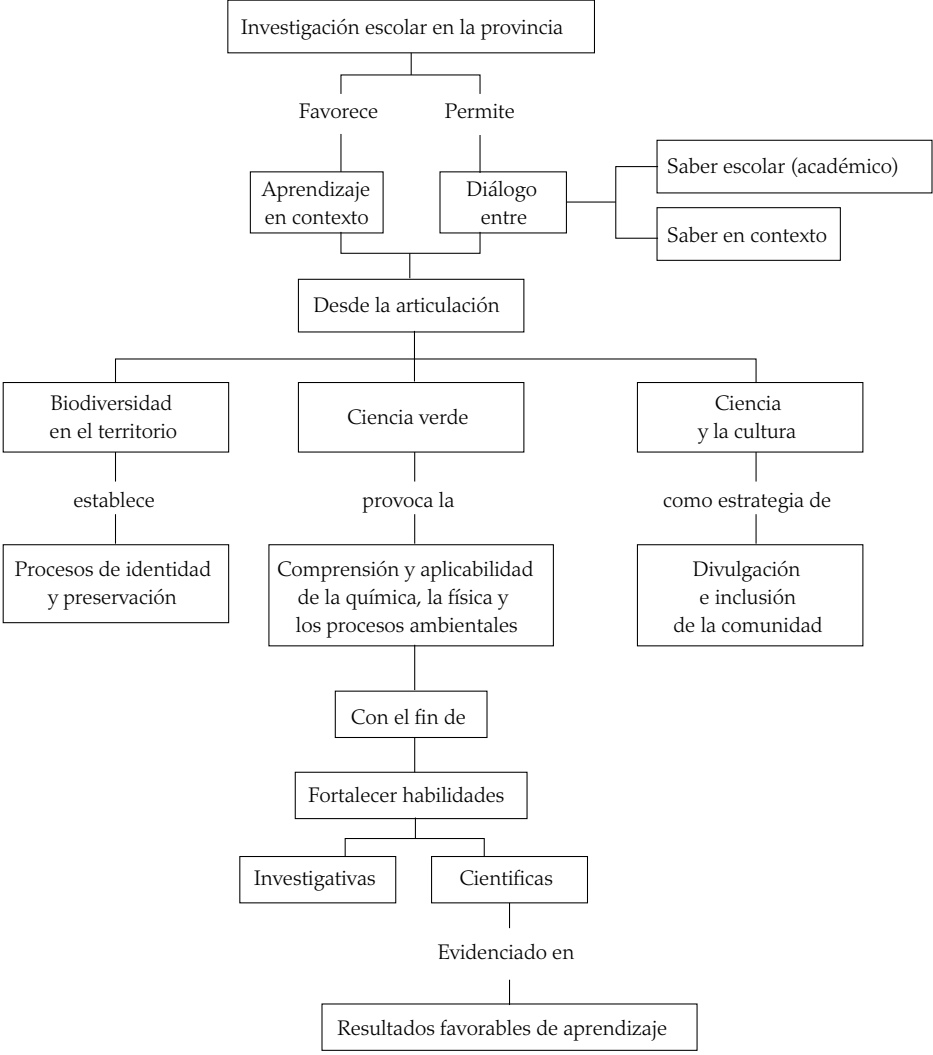 Investigación escolar en la provincia
Favorece
Permite
Aprendizaje
en contexto
Diálogo
entre
Saber escolar (académico)
Saber en contexto
Desde la articulación
Biodiversidad
en el territorio
Ciencia verde
Ciencia
y la cultura
establece
provoca la
como estrategia de
Procesos de identidad
y preservación
Comprensión y aplicabilidad
de la química, la física y
los procesos ambientales
Divulgación
e inclusión
de la comunidad
Con el fin de
Fortalecer habilidades
Investigativas
Cientificas
Evidenciado en
Resultados favorables de aprendizaje